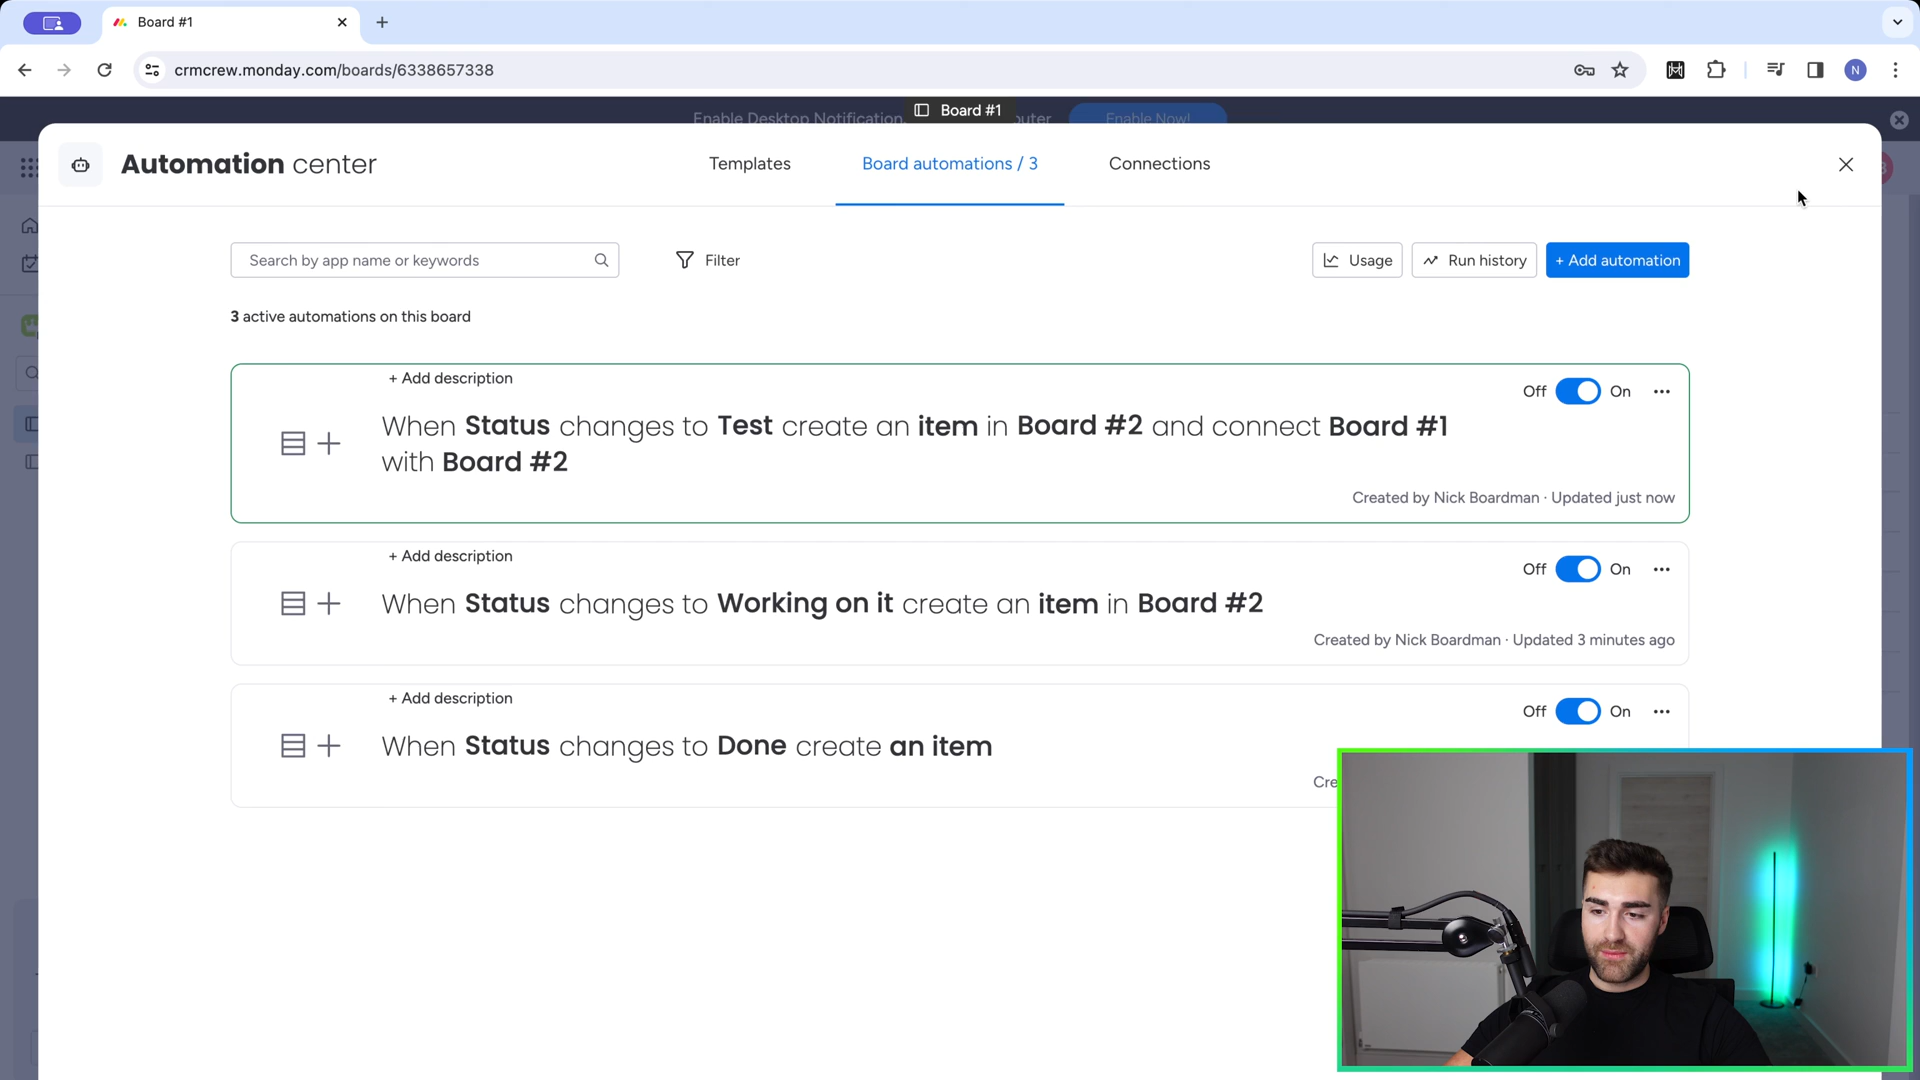 Board #1
crmcrew.monday.com/boards/6338657338
N
Enable Desktop Notification
Board #1
Enable Now!
Automation center
Templates
Board automations / 3
Connections
Search by app name or keywords
Filter
Usage
Run history
+ Add automation
3 active automations on this board
+ Add description
Off On
When Status changes to Test create an item in Board #2 and connect Board #1
with Board #2
Created by Nick Boardman · Updated just now
+ Add description
Off On
When Status changes to Working on it create an item in Board #2
Created by Nick Boardman · Updated 3 minutes ago
+ Add description
Off On
When Status changes to Done create an item
Cre